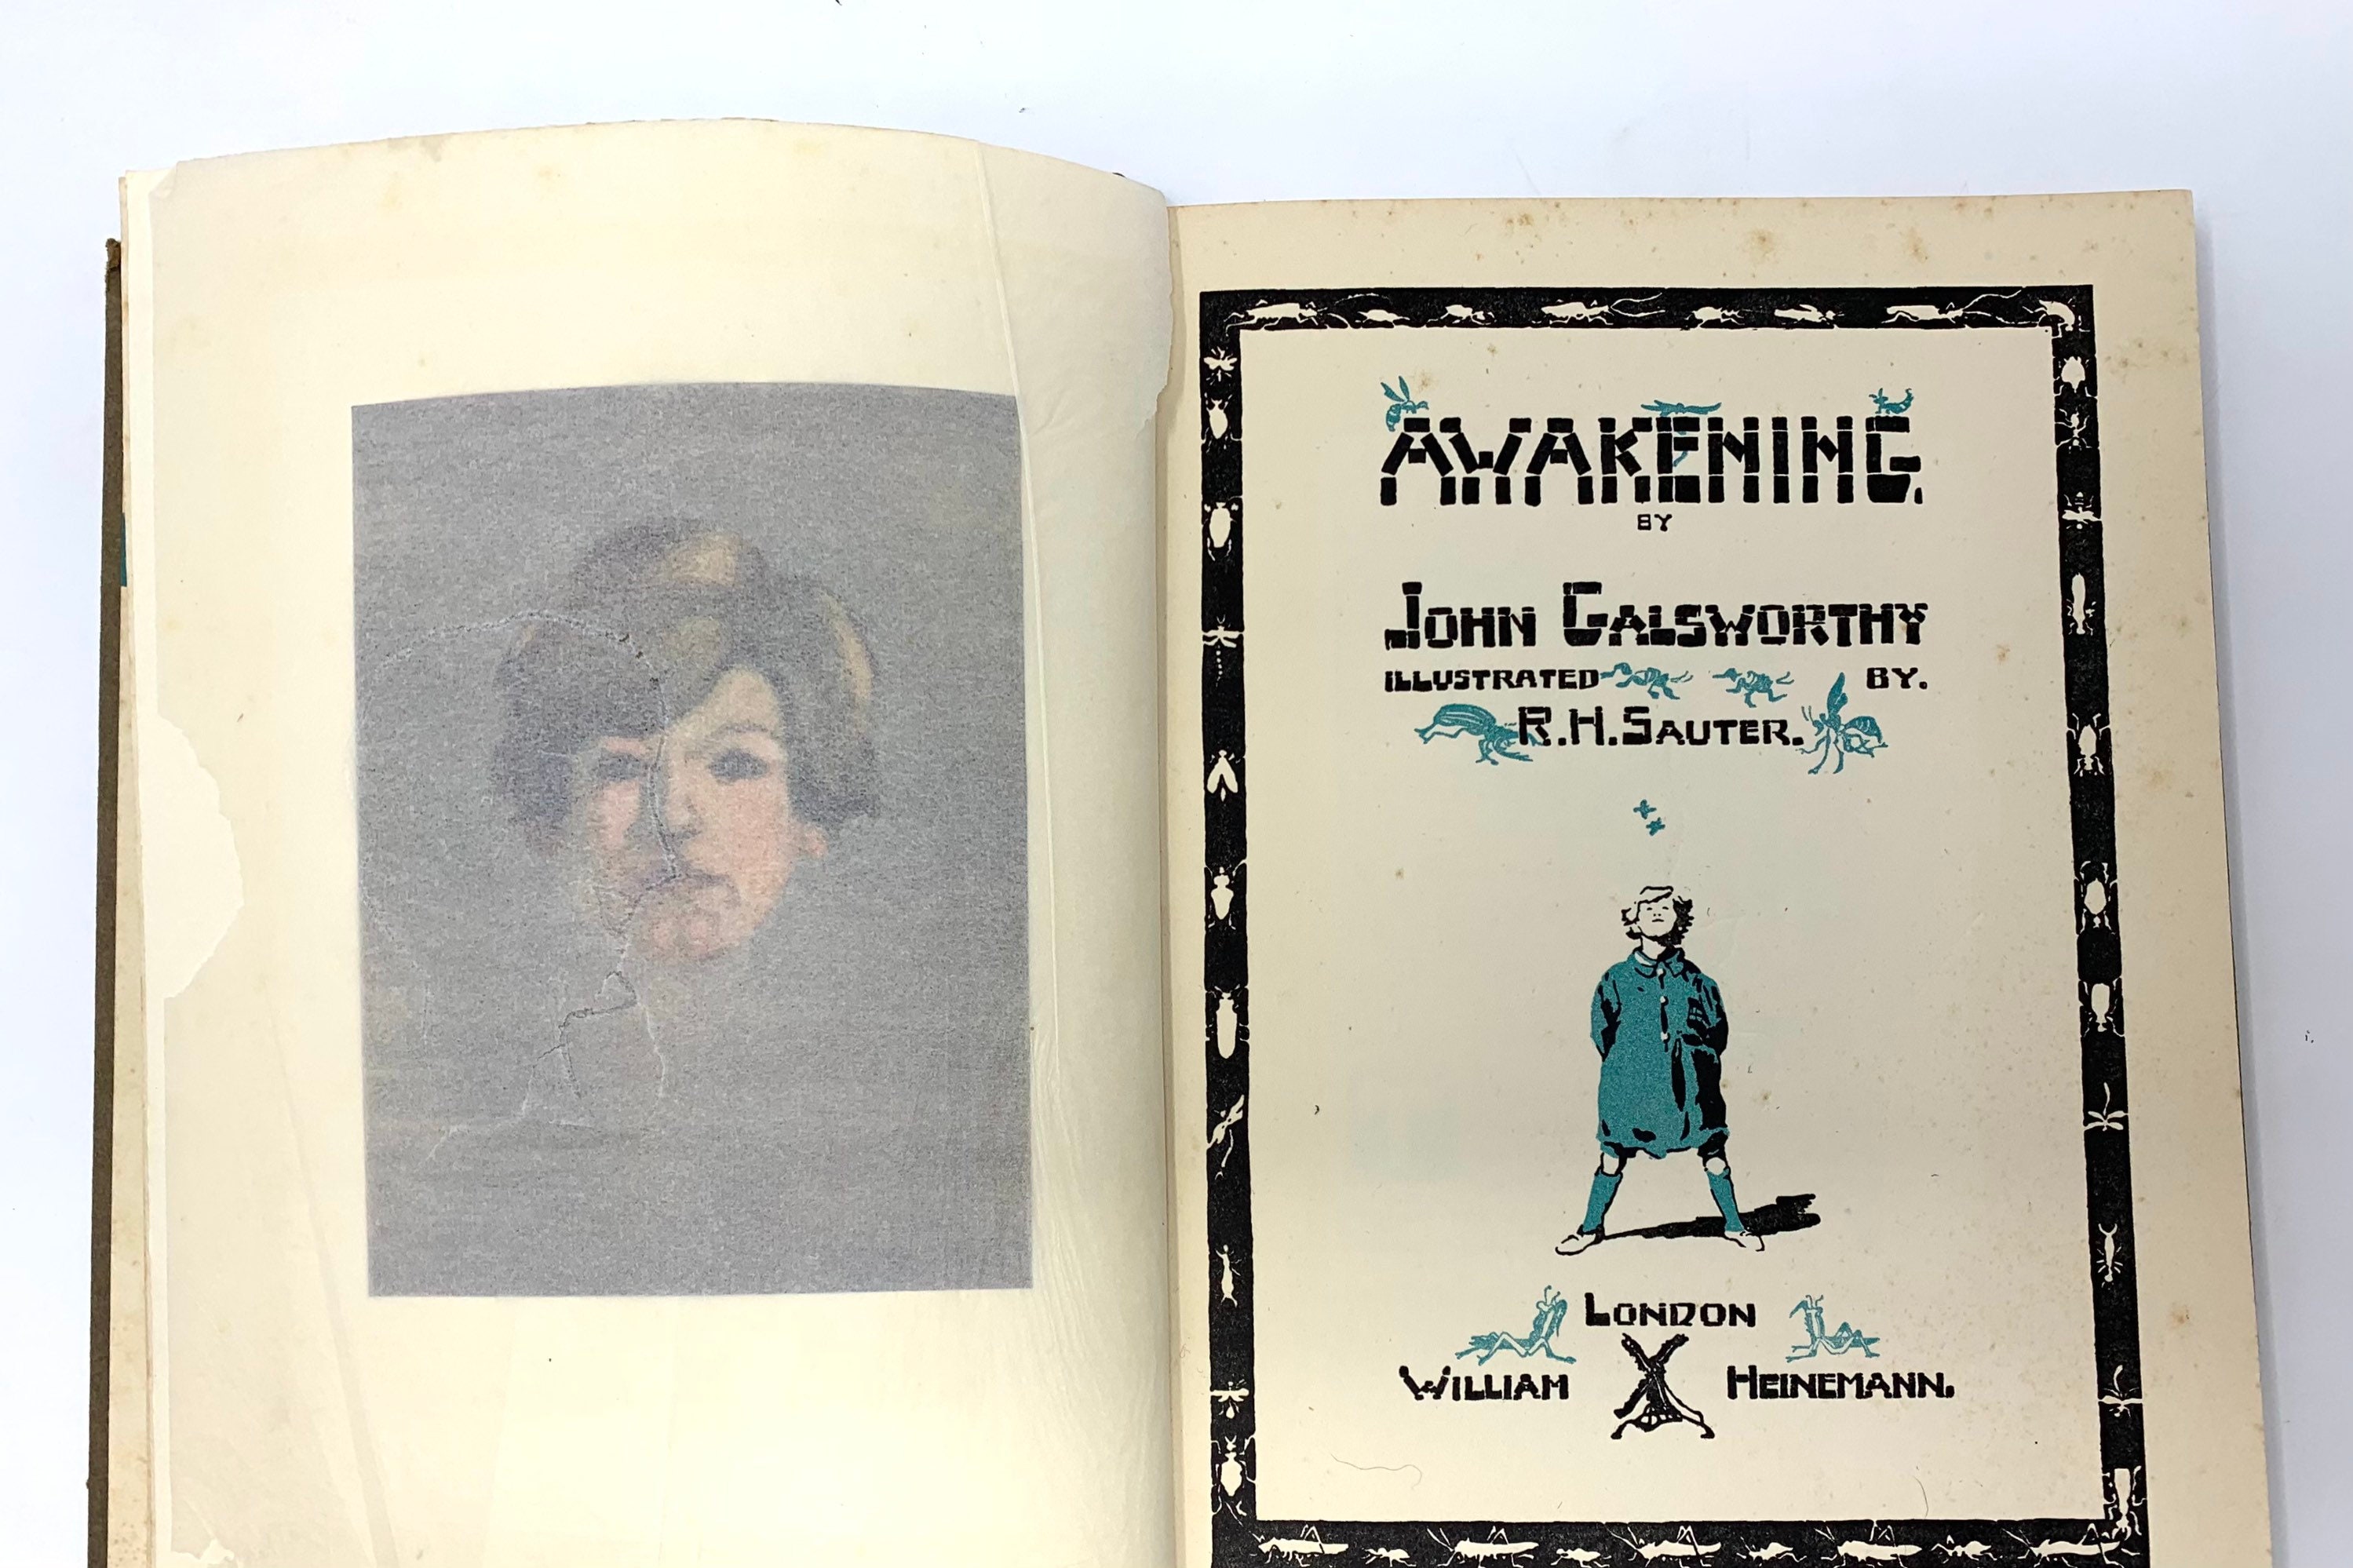 AWAKENING.
BY
JOHN GALSWORTHY
ILLUSTRATED BY.
R.H.SAUTER.
LONDON
WILLIAM HEINEMANN.